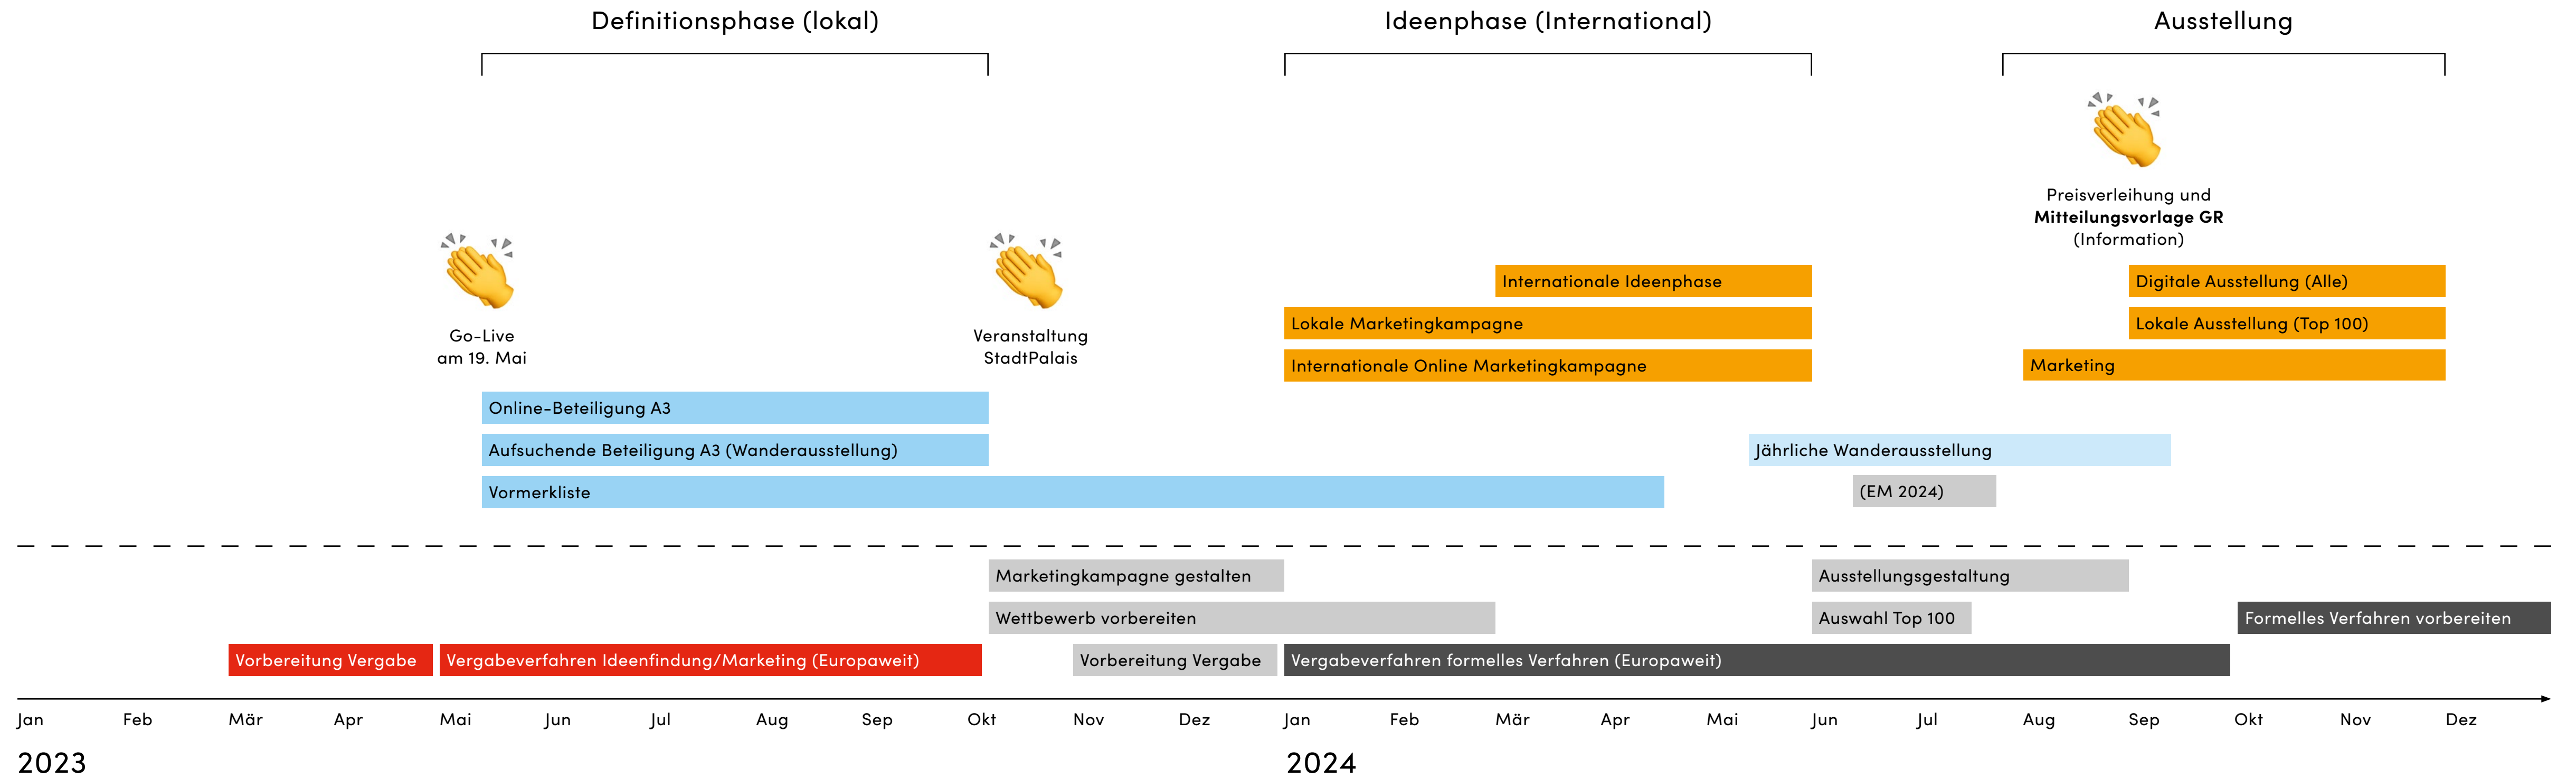 Definitionsphase (lokal)
Ideenphase (International)
Ausstellung
Preisverleihung und
Mitteilungsvorlage GR
(Information)
Go-Live
am 19. Mai
Veranstaltung
StadtPalais
Internationale Ideenphase
Digitale Ausstellung (Alle)
Lokale Marketingkampagne
Lokale Ausstellung (Top 100)
Internationale Online Marketingkampagne
Marketing
Online-Beteiligung A3
Aufsuchende Beteiligung A3 (Wanderausstellung)
Jährliche Wanderausstellung
Vormerkliste
(EM 2024)
Marketingkampagne gestalten
Ausstellungsgestaltung
Wettbewerb vorbereiten
Auswahl Top 100
Formelles Verfahren vorbereiten
Vorbereitung Vergabe
Vergabeverfahren Ideenfindung/Marketing (Europaweit)
Vorbereitung Vergabe
Vergabeverfahren formelles Verfahren (Europaweit)
Jan Feb Mär Apr Mai Jun Jul Aug Sep Okt Nov Dez Jan Feb Mär Apr Mai Jun Jul Aug Sep Okt Nov Dez
2023 2024